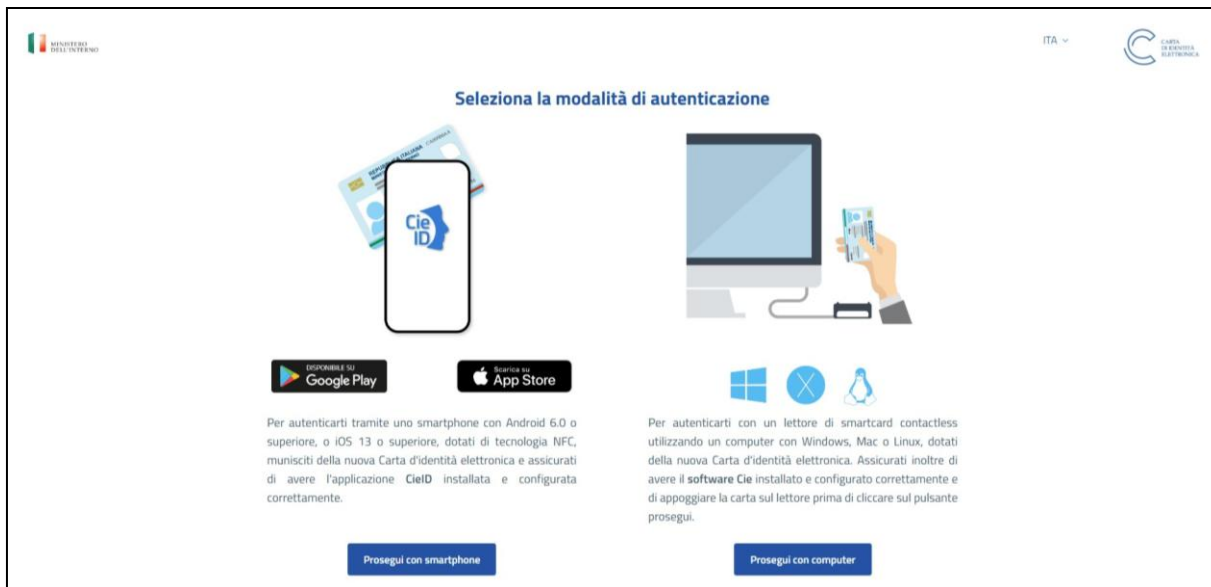 MINISTERO
DELL'INTERNO
ITA
CARTA
DI IDENTITÀ
ELETTRONICA
Seleziona la modalità di autenticazione
REPUBBLICA ITALIANA
Cie
ID
DISPONIBILE SU
Google Play
Scarica su
App Store
Per autenticarti tramite uno smartphone con Android 6.0 o
superiore, o iOS 13 o superiore, dotati di tecnologia NFC,
munisciti della nuova Carta d'identità elettronica e assicurati
di avere l'applicazione CieID installata e configurata
correttamente.
Prosegui con smartphone
Per autenticarti con un lettore di smartcard contactless
utilizzando un computer con Windows, Mac o Linux, dotati
della nuova Carta d'identità elettronica. Assicurati inoltre di
avere il software Cie installato e configurato correttamente e
di appoggiare la carta sul lettore prima di cliccare sul pulsante
prosegui.
Prosegui con computer